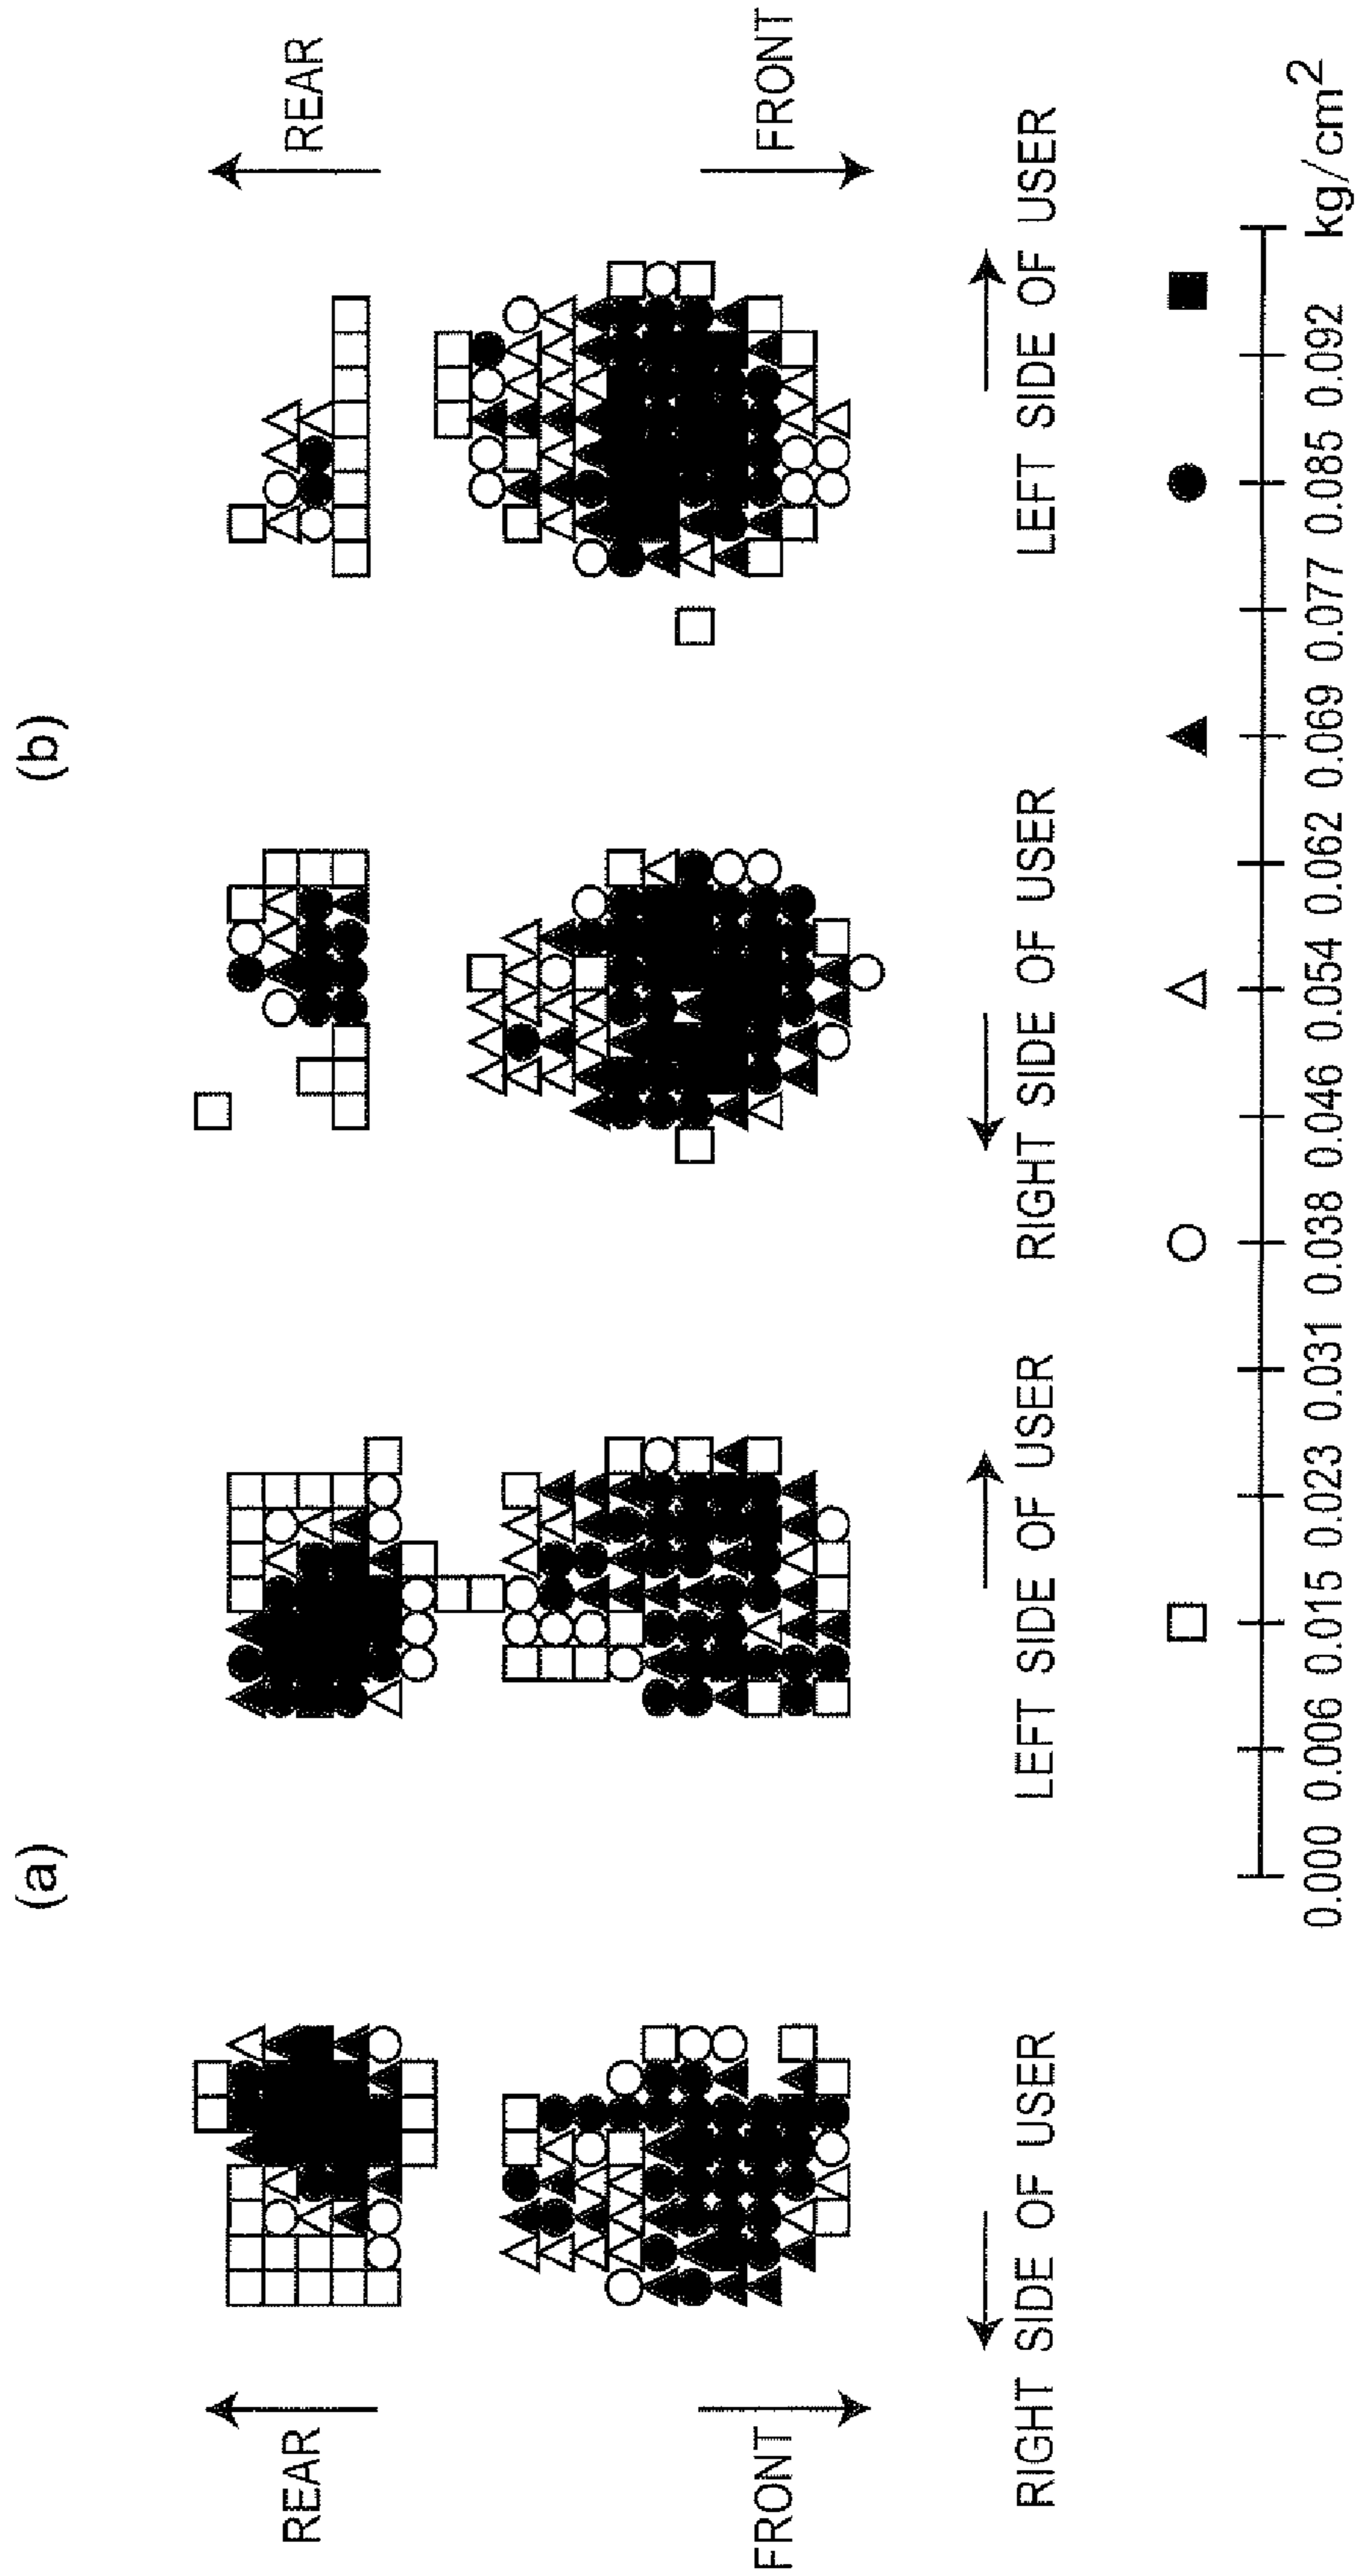 (a)
(b)
REAR
FRONT
REAR
FRONT
RIGHT SIDE OF USER
LEFT SIDE OF USER
RIGHT SIDE OF USER
LEFT SIDE OF USER
0.000 0.006 0.015 0.023 0.031 0.038 0.046 0.054 0.062 0.069 0.077 0.085 0.092 kg/cm²